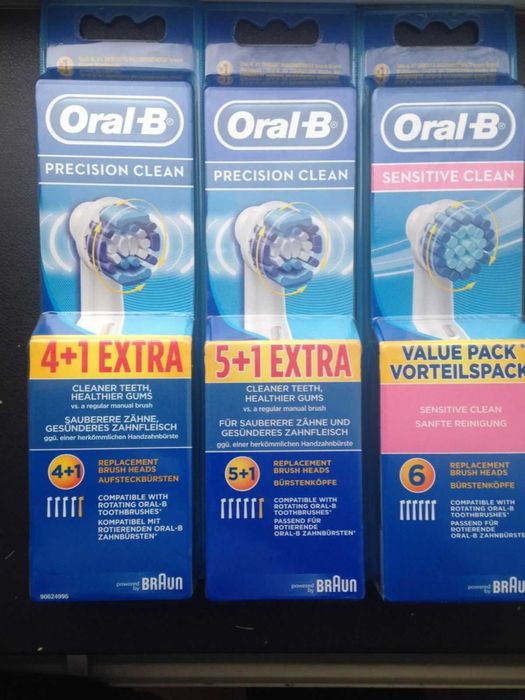 Oral-B®
PRECISION CLEAN
4+1 EXTRA
CLEANER TEETH,
HEALTHIER GUMS
vs. a regular manual brush
SAUBERERE ZÄHNE,
GESÜNDERES ZAHNFLEISCH
ggü. einer herkömmlichen Handzahnbürste
4+1
REPLACEMENT
BRUSH HEADS
AUFSTECKBÜRSTEN
COMPATIBLE WITH
ROTATING ORAL-B
TOOTHBRUSHES*
KOMPATIBEL MIT
ROTIERENDEN ORAL-B
ZAHNBÜRSTEN*
powered by BRAUN
90624996
Oral-B®
PRECISION CLEAN
5+1 EXTRA
CLEANER TEETH,
HEALTHIER GUMS
vs. a regular manual brush
FÜR SAUBERERE ZÄHNE UND
GESÜNDERES ZAHNFLEISCH
ggü. einer herkömmlichen Handzahnbürste
5+1
REPLACEMENT
BRUSH HEADS
BÜRSTENKÖPFE
COMPATIBLE WITH
ROTATING ORAL-B
TOOTHBRUSHES*
PASSEND FÜR
ROTIERENDE
ORAL-B ZAHNBÜRSTEN*
powered by BRAUN
Oral-B®
SENSITIVE CLEAN
VALUE PACK
VORTEILSPACK
SENSITIVE CLEAN
SANFTE REINIGUNG
6
REPLACEMENT
BRUSH HEADS
BÜRSTENKÖPFE
COMPATIBLE WITH
ROTATING ORAL-B
TOOTHBRUSHES*
PASSEND FÜR
ROTIERENDE
ORAL-B ZAHNBÜRSTE
powered by BRAU